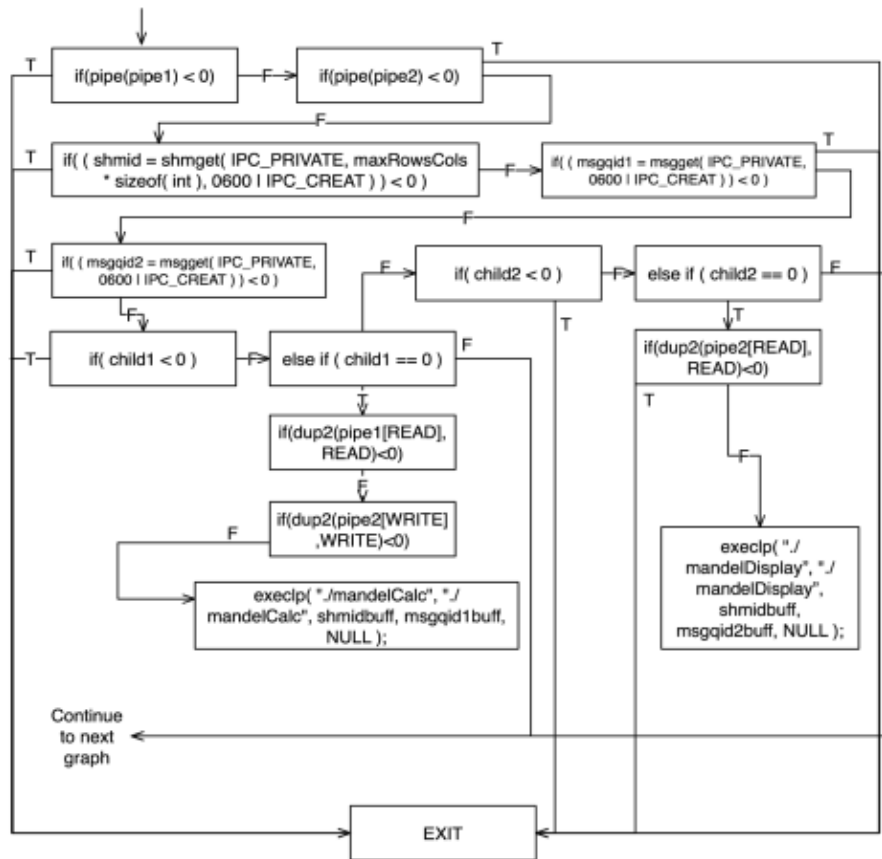 T
if(pipe(pipe1) < 0)
F
if(pipe(pipe2) < 0)
T
F
T
if( ( shmid = shmget( IPC_PRIVATE, maxRowsCols
* sizeof( int ), 0600 | IPC_CREAT ) ) < 0 )
F
if( ( msgqid1 = msgget( IPC_PRIVATE,
0600 | IPC_CREAT ) ) < 0 )
T
F
T
if( ( msgqid2 = msgget( IPC_PRIVATE,
0600 | IPC_CREAT ) ) < 0 )
F
F
if( child2 < 0 )
F
else if ( child2 == 0 )
F
T
T
T
if( child1 < 0 )
F
else if ( child1 == 0 )
F
if(dup2(pipe2[READ],
READ)<0)
T
T
if(dup2(pipe1[READ],
READ)<0)
F
F
if(dup2(pipe2[WRITE]
,WRITE)<0)
F
execlp( "./
mandelDisplay", "./
mandelDisplay",
shmidbuff,
msgqid2buff, NULL );
execlp( "./mandelCalc", "./
mandelCalc", shmidbuff, msgqid1buff,
NULL );
Continue
to next
graph
EXIT